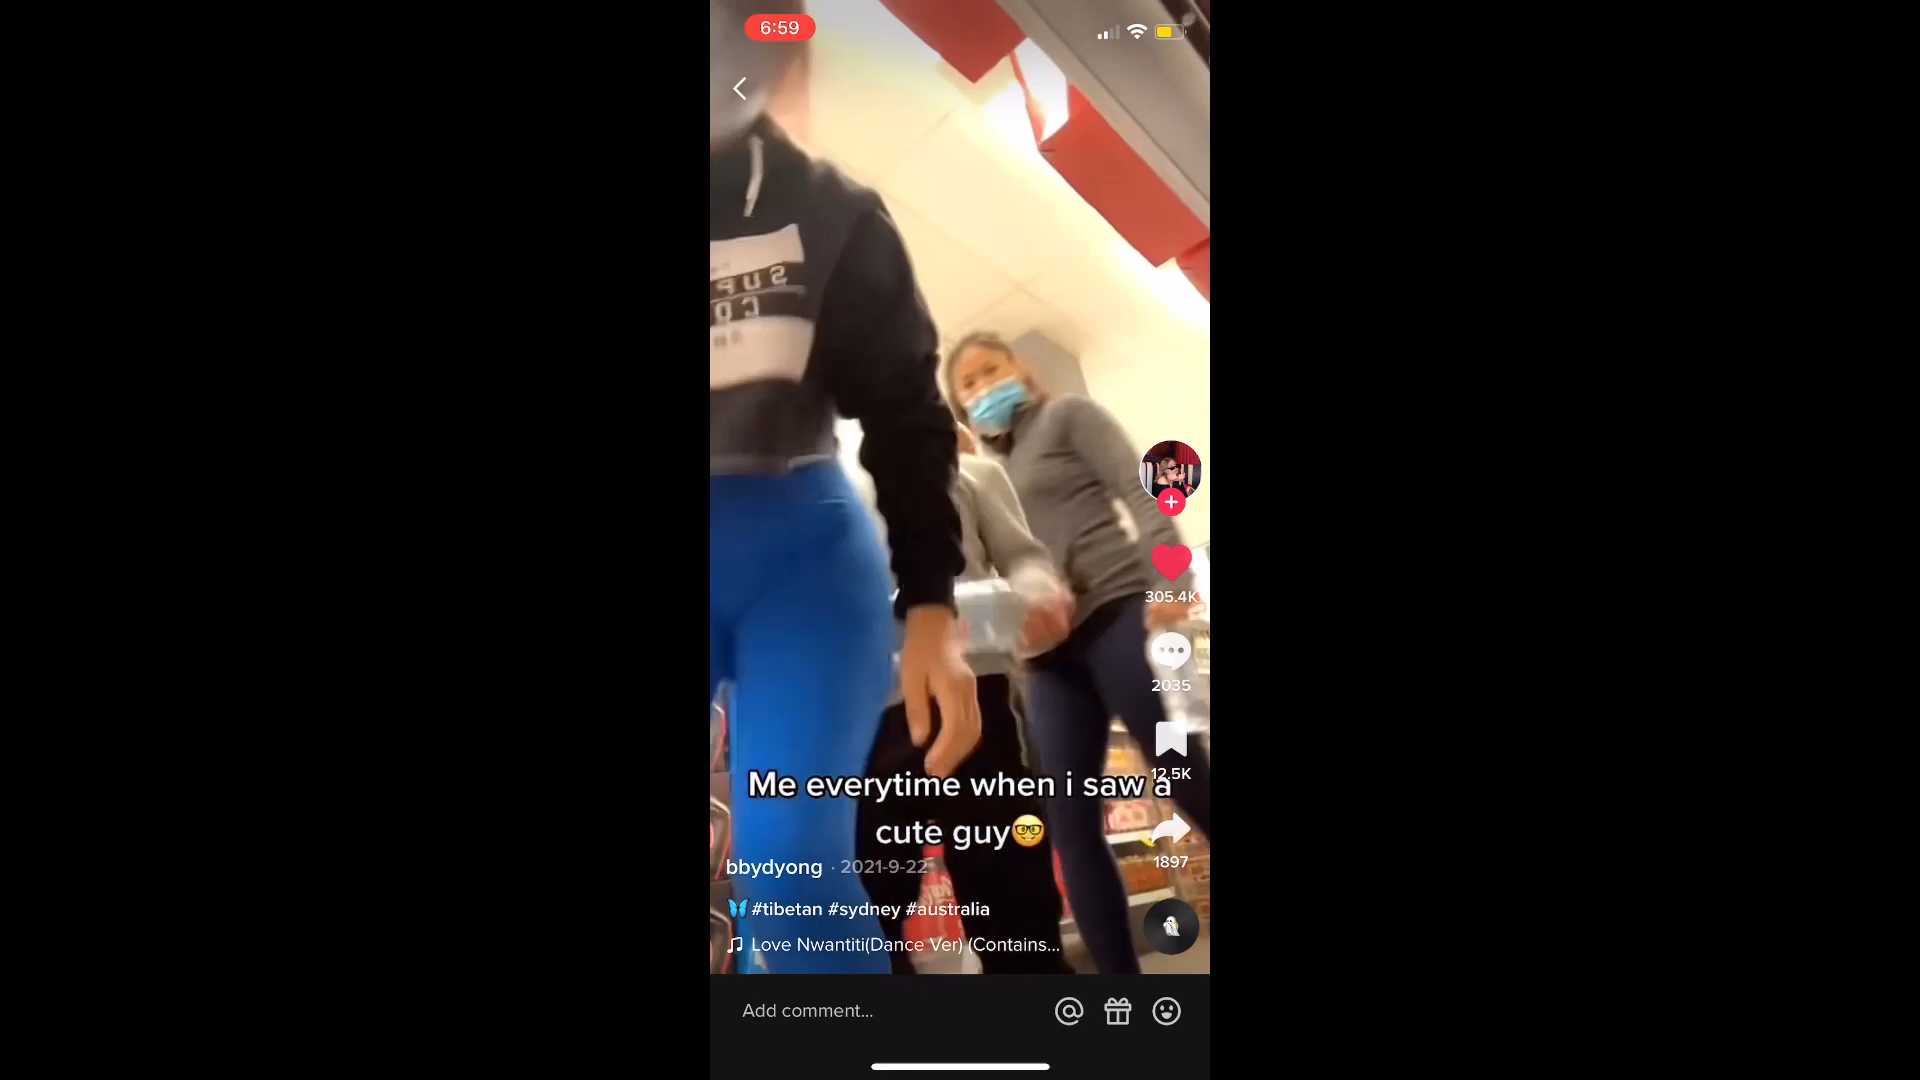 6:59
Me everytime when i saw a
cute guy🤓
305.4K
2035
12.5K
1897
bbydyong · 2021-9-22
🦋#tibetan #sydney #australia
Love Nwantiti(Dance Ver) (Contains...
Add comment...